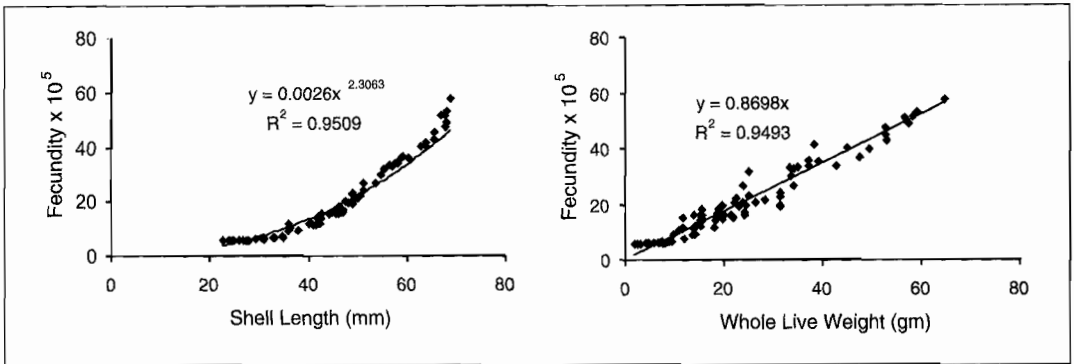 80
60
40
20
0
Fecundity x 10^5
y = 0.0026x^2.3063
R^2 = 0.9509
0 20 40 60 80
Shell Length (mm)
80
60
40
20
0
Fecundity x 10^5
y = 0.8698x
R^2 = 0.9493
0 20 40 60 80
Whole Live Weight (gm)